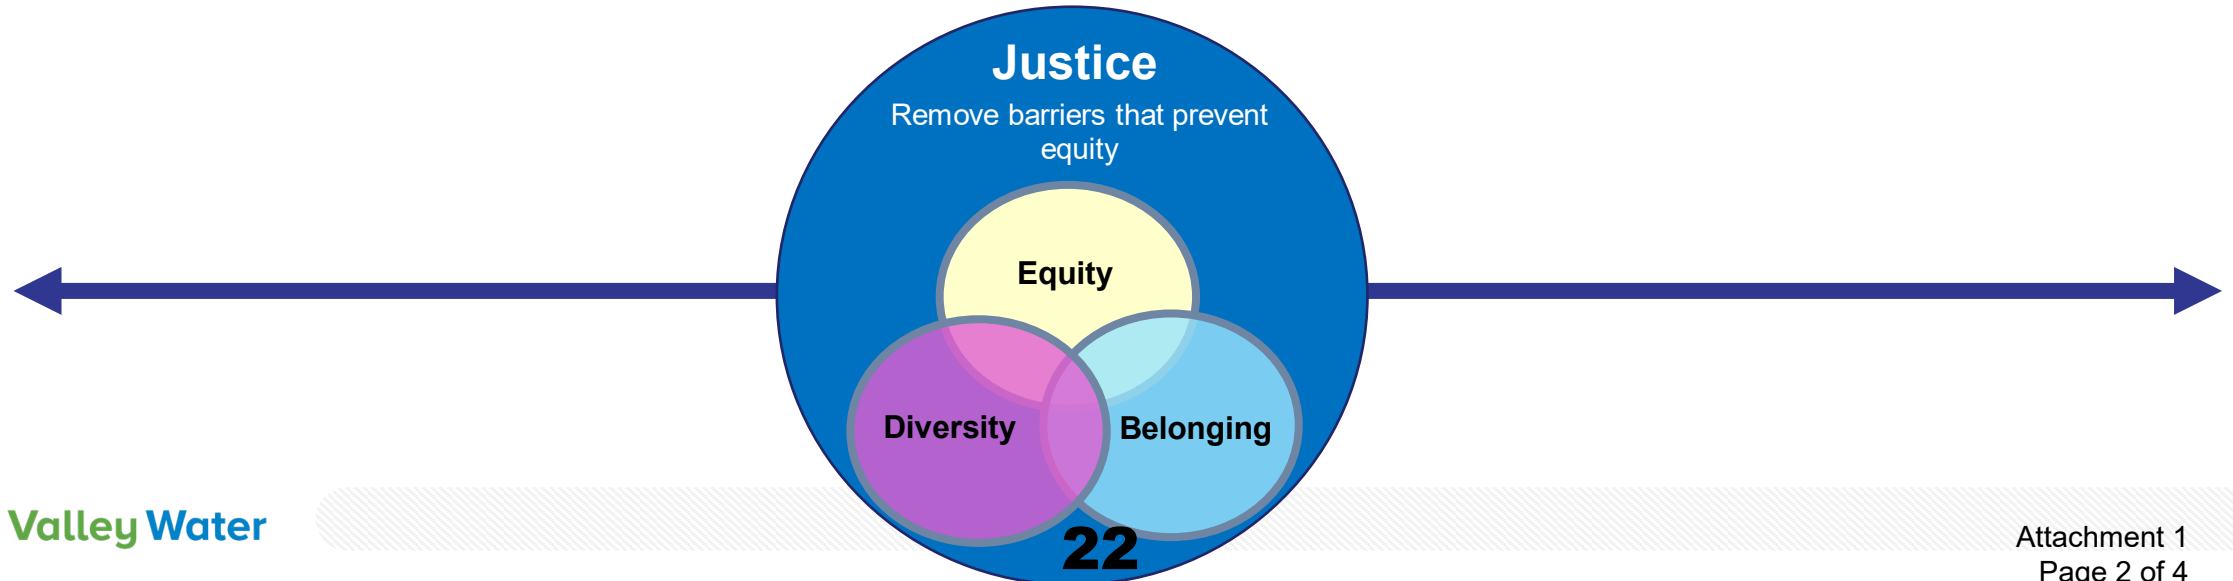 Justice
Remove barriers that prevent
equity
Equity
Diversity
Belonging
Valley Water
22
Attachment 1
Page 2 of 4